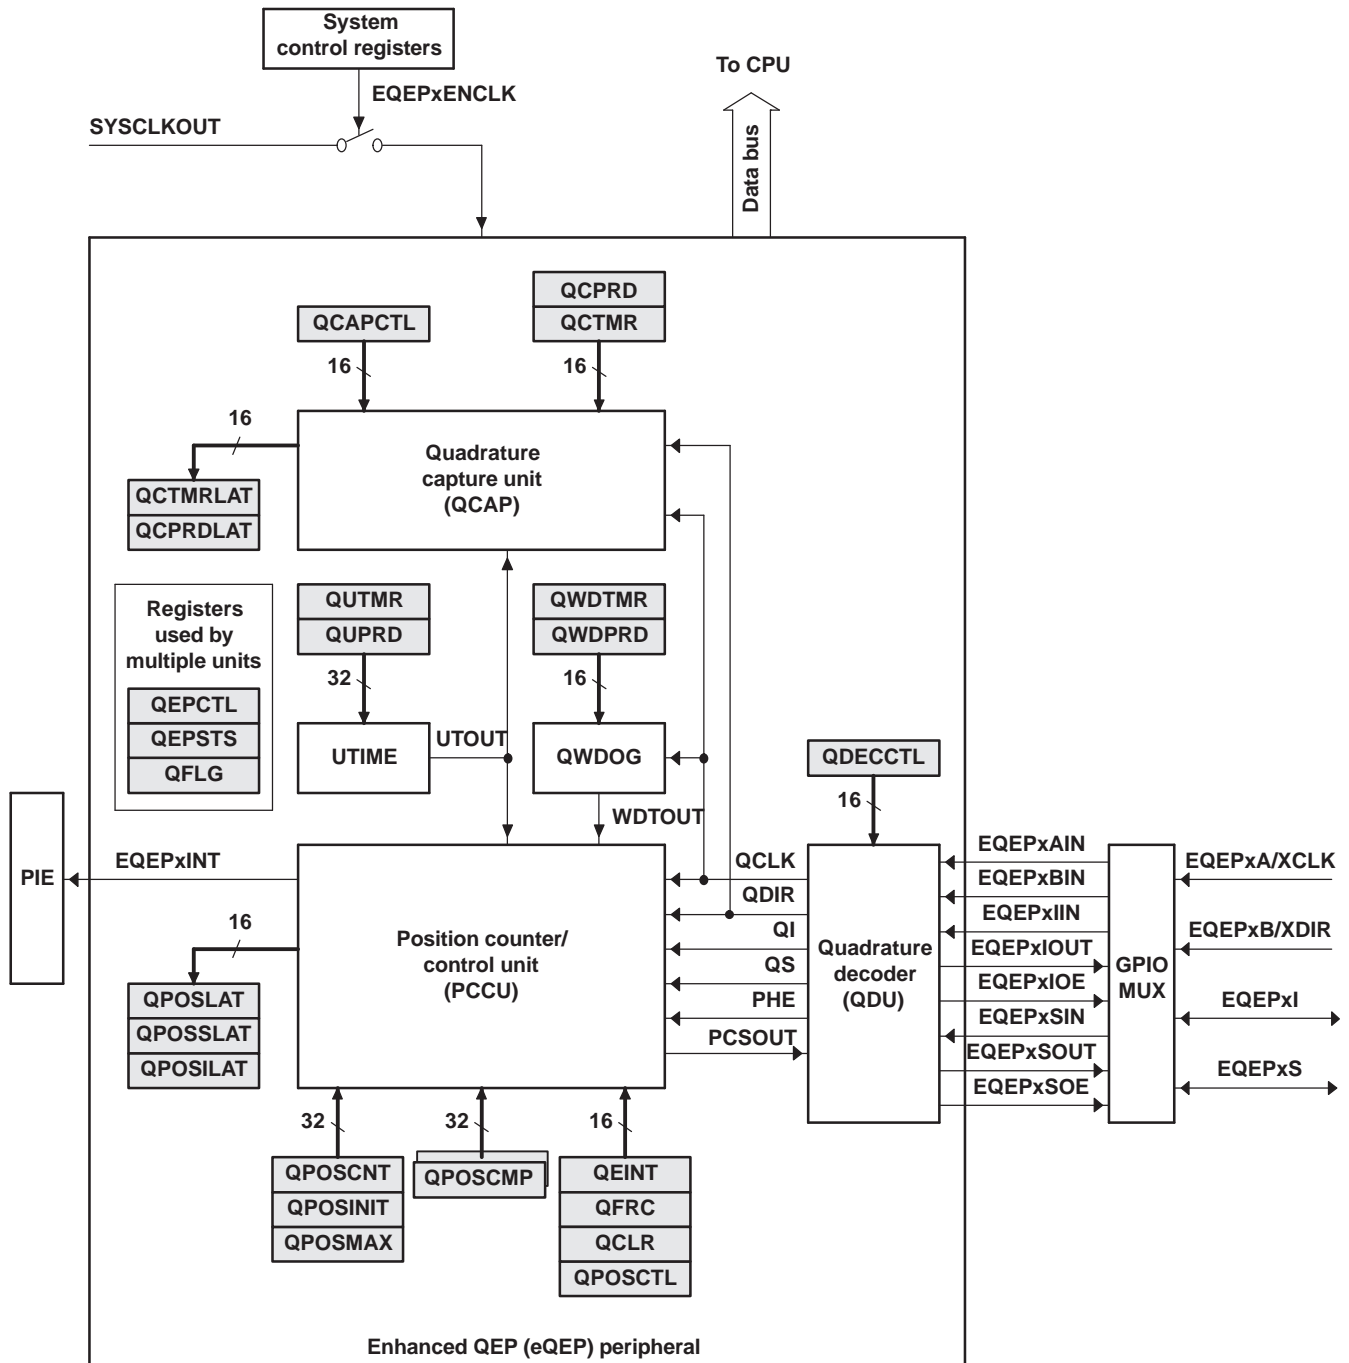 System
control registers
To CPU
EQEPxENCLK
SYSCLKOUT
Data bus
QCPRD
QCAPCTL
QCTMR
16
16
16
Quadrature
capture unit
(QCAP)
QCTMRLAT
QCPRDLAT
Registers
used by
multiple units
QEPCTL
QEPSTS
QFLG
QUTMR
QUPRD
32
QWDTMR
QWDPRD
16
UTIME
UTOUT
QWDOG
WDTOUT
QDECCTL
16
PIE
EQEPxINT
16
QPOSLAT
QPOSSLAT
QPOSILAT
Position counter/
control unit
(PCCU)
QCLK
QDIR
QI
QS
PHE
PCSOUT
Quadrature
decoder
(QDU)
EQEPxAIN
EQEPxBIN
EQEPxIIN
EQEPxIOUT
EQEPxIOE
EQEPxSIN
EQEPxSOUT
EQEPxSOE
GPIO
MUX
EQEPxA/XCLK
EQEPxB/XDIR
EQEPxI
EQEPxS
32
32
16
QPOSCNT
QPOSINIT
QPOSMAX
QPOSCMP
QEINT
QFRC
QCLR
QPOSCTL
Enhanced QEP (eQEP) peripheral